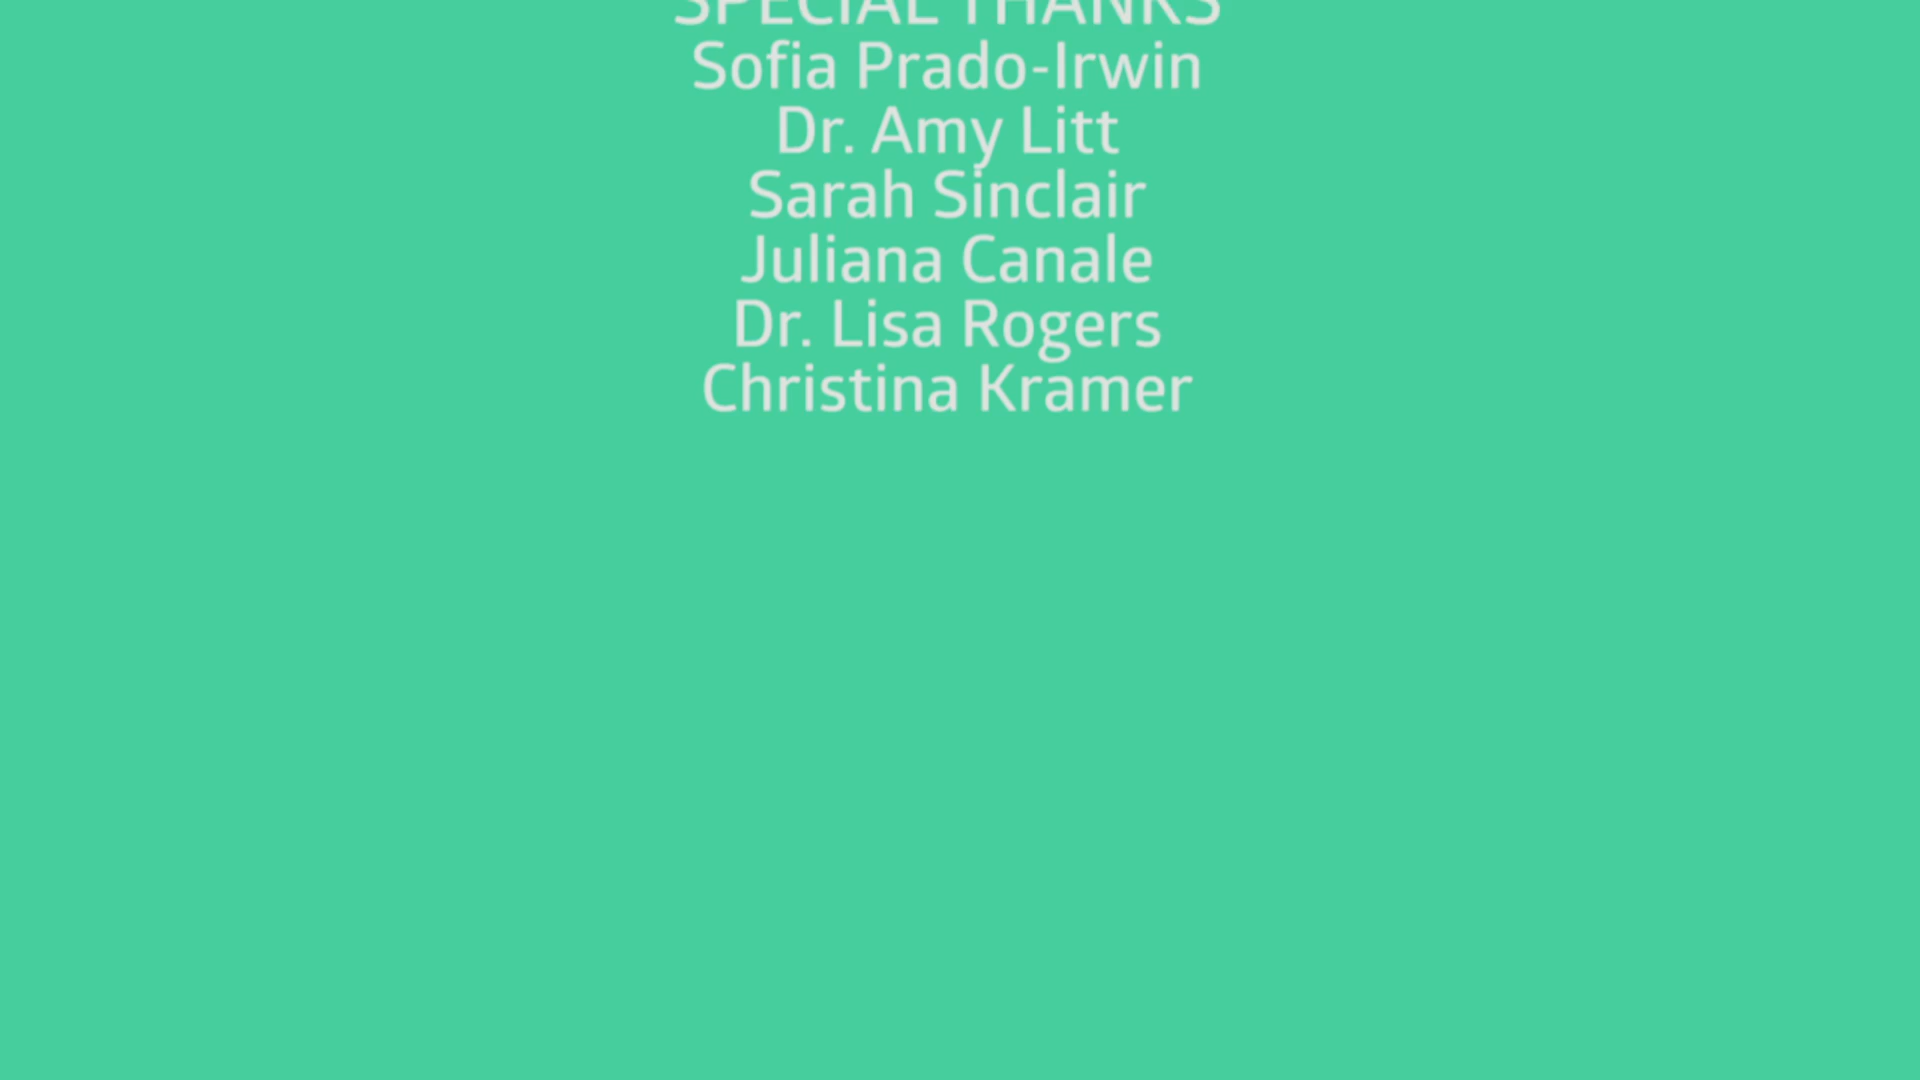 SPECIAL THANKS
Sofia Prado-Irwin
Dr. Amy Litt
Sarah Sinclair
Juliana Canale
Dr. Lisa Rogers
Christina Kramer